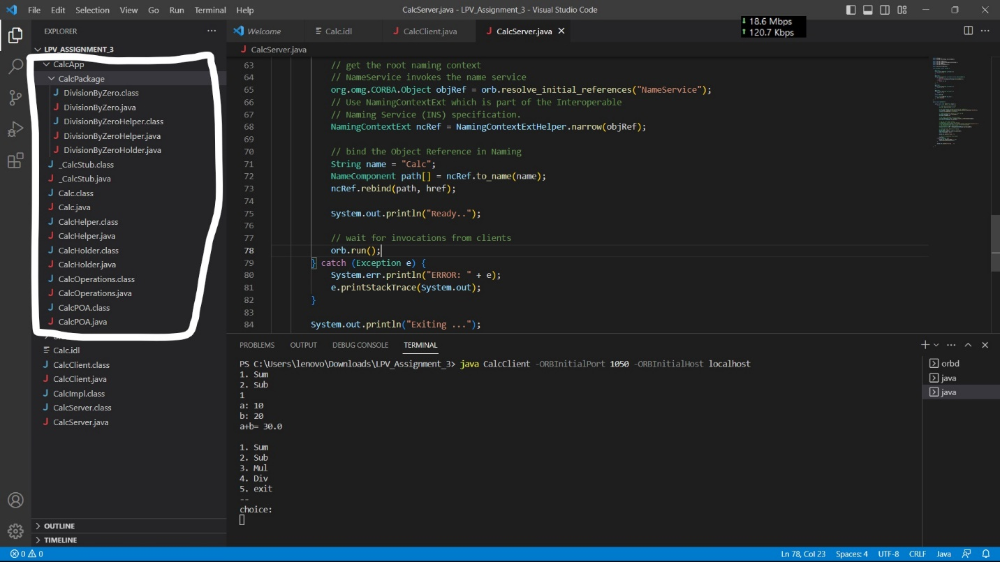 File Edit Selection View Go Run Terminal Help
CalcServer.java - LPV_Assignment_3 - Visual Studio Code
18.6 Mbps
120.7 Kbps
EXPLORER
LPV_ASSIGNMENT_3
CalcApp
CalcPackage
DivisionByZero.class
DivisionByZero.java
DivisionByZeroHelper.class
DivisionByZeroHelper.java
DivisionByZeroHolder.java
_CalcStub.class
_CalcStub.java
Calc.class
Calc.java
CalcHelper.class
CalcHelper.java
CalcHolder.class
CalcHolder.java
CalcOperations.class
CalcOperations.java
CalcPOA.class
CalcPOA.java
Calc.idl
CalcClient.class
CalcClient.java
CalcImpl.class
CalcServer.class
CalcServer.java
OUTLINE
TIMELINE
Welcome Calc.idl CalcClient.java CalcServer.java
CalcServer.java
63 // get the root naming context
64 // NameService invokes the name service
65 org.omg.CORBA.Object objRef = orb.resolve_initial_references("NameService");
66 // Use NamingContextExt which is part of the Interoperable
67 // Naming Service (INS) specification.
68 NamingContextExt ncRef = NamingContextExtHelper.narrow(objRef);
69
70 // bind the Object Reference in Naming
71 String name = "Calc";
72 NameComponent path[] = ncRef.to_name(name);
73 ncRef.rebind(path, href);
74
75 System.out.println("Ready..");
76
77 // wait for invocations from clients
78 orb.run();
79 } catch (Exception e) {
80 System.err.println("ERROR: " + e);
81 e.printStackTrace(System.out);
82 }
83
84 System.out.println("Exiting ...");
PROBLEMS OUTPUT DEBUG CONSOLE TERMINAL
PS C:\Users\lenovo\Downloads\LPV_Assignment_3> java CalcClient -ORBInitialPort 1050 -ORBInitialHost localhost
1. Sum
2. Sub
1
a: 10
b: 20
a+b= 30.0
1. Sum
2. Sub
3. Mul
4. Div
5. exit
--
choice:
orbd
java
java
0 0
Ln 78, Col 23 Spaces: 4 UTF-8 CRLF Java